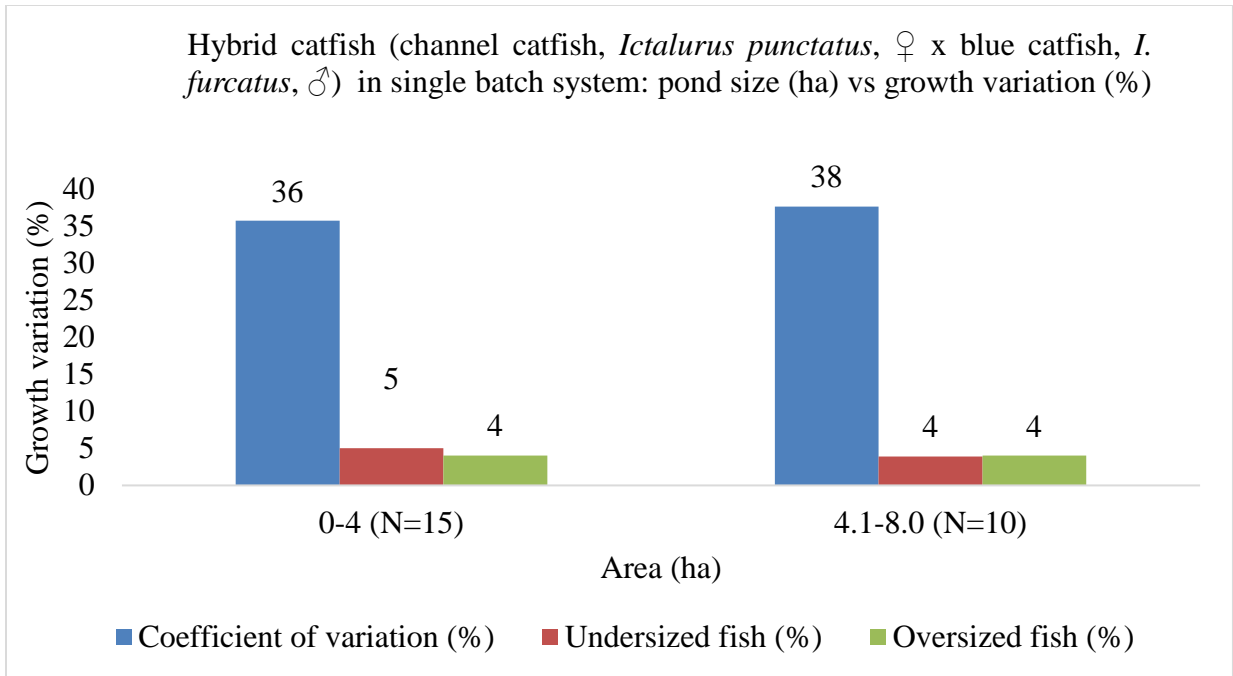 Hybrid catfish (channel catfish, Ictalurus punctatus, ♀ x blue catfish, I.
furcatus, ♂) in single batch system: pond size (ha) vs growth variation (%)
Growth variation (%)
40
35
30
25
20
15
10
5
0
36
5
4
38
4
4
0-4 (N=15)
4.1-8.0 (N=10)
Area (ha)
Coefficient of variation (%)
Undersized fish (%)
Oversized fish (%)